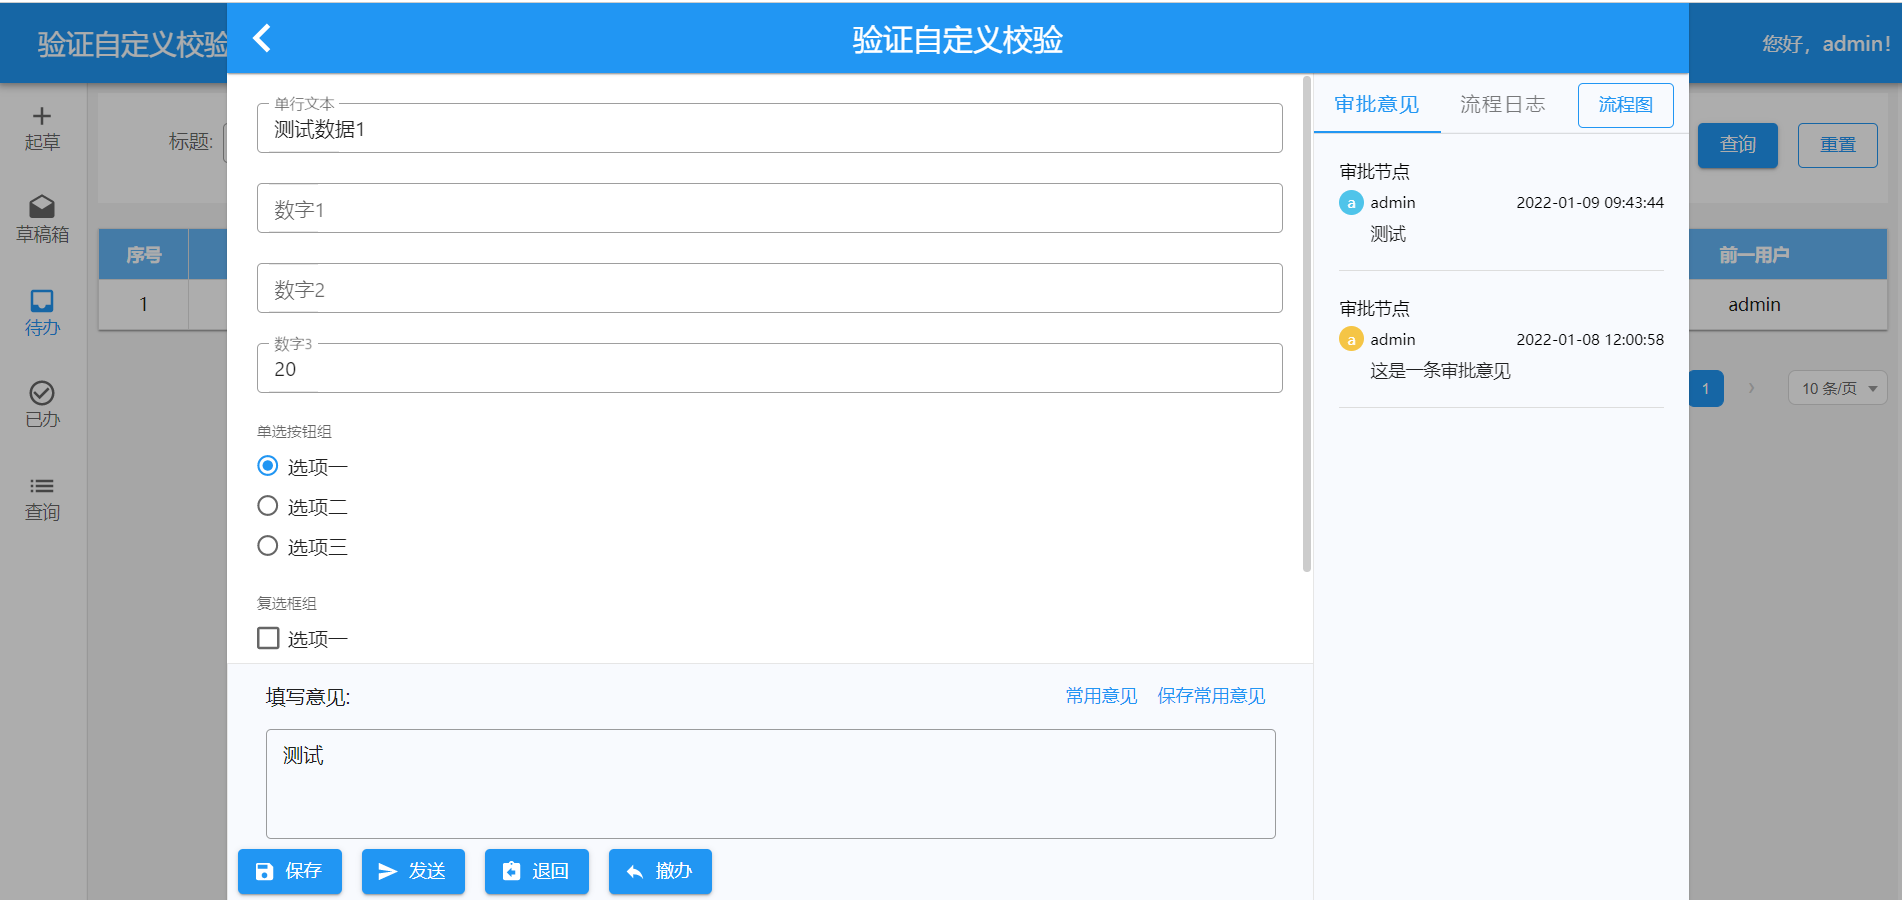 验证自定义校验
您好，admin！
起草
草稿箱
待办
已办
查询
标题:
查询
重置
序号
前一用户
1
admin
1
10 条/页
验证自定义校验
单行文本
测试数据1
数字1
数字2
数字3
20
单选按钮组
选项一
选项二
选项三
复选框组
选项一
填写意见:
常用意见 保存常用意见
测试
保存 发送 退回 撤办
审批意见 流程日志 流程图
审批节点
a admin 2022-01-09 09:43:44
测试
审批节点
a admin 2022-01-08 12:00:58
这是一条审批意见